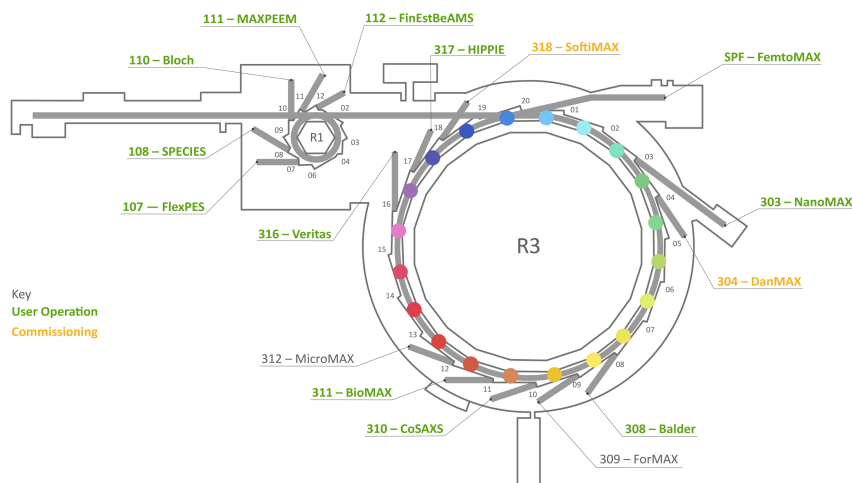 111 – MAXPEEM
112 – FinEstBeAMS
317 – HIPPIE
318 – SoftiMAX
SPF – FemtoMAX
110 – Bloch
11
12
10
02
R1
09
03
08
04
07
06
108 – SPECIES
107 — FlexPES
316 – Veritas
20
19
01
18
02
17
03
16
04
15
05
14
06
13
07
12
08
11
09
10
R3
303 – NanoMAX
304 – DanMAX
Key
User Operation
Commissioning
312 – MicroMAX
311 – BioMAX
310 – CoSAXS
308 – Balder
309 – ForMAX